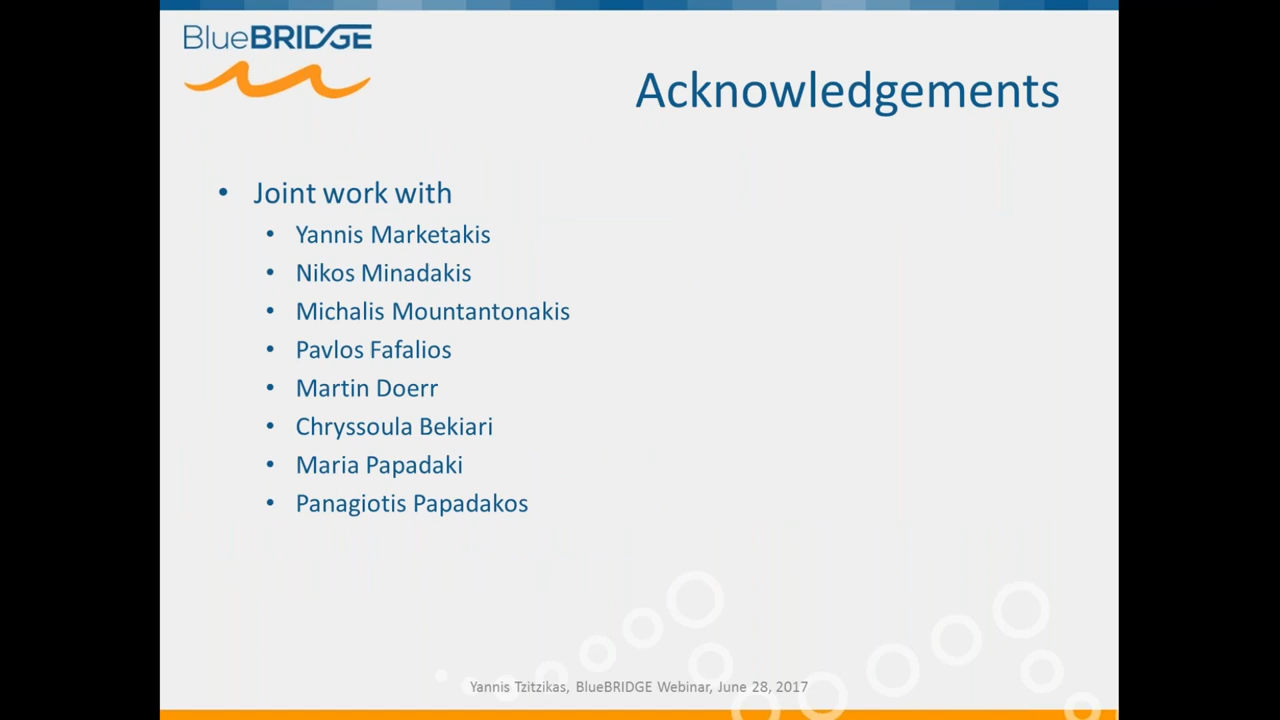 BlueBRIDGE
Acknowledgements
• Joint work with
• Yannis Marketakis
• Nikos Minadakis
• Michalis Mountantonakis
• Pavlos Fafalios
• Martin Doerr
• Chryssoula Bekiari
• Maria Papadaki
• Panagiotis Papadakos
Yannis Tzitzikas, BlueBRIDGE Webinar, June 28, 2017